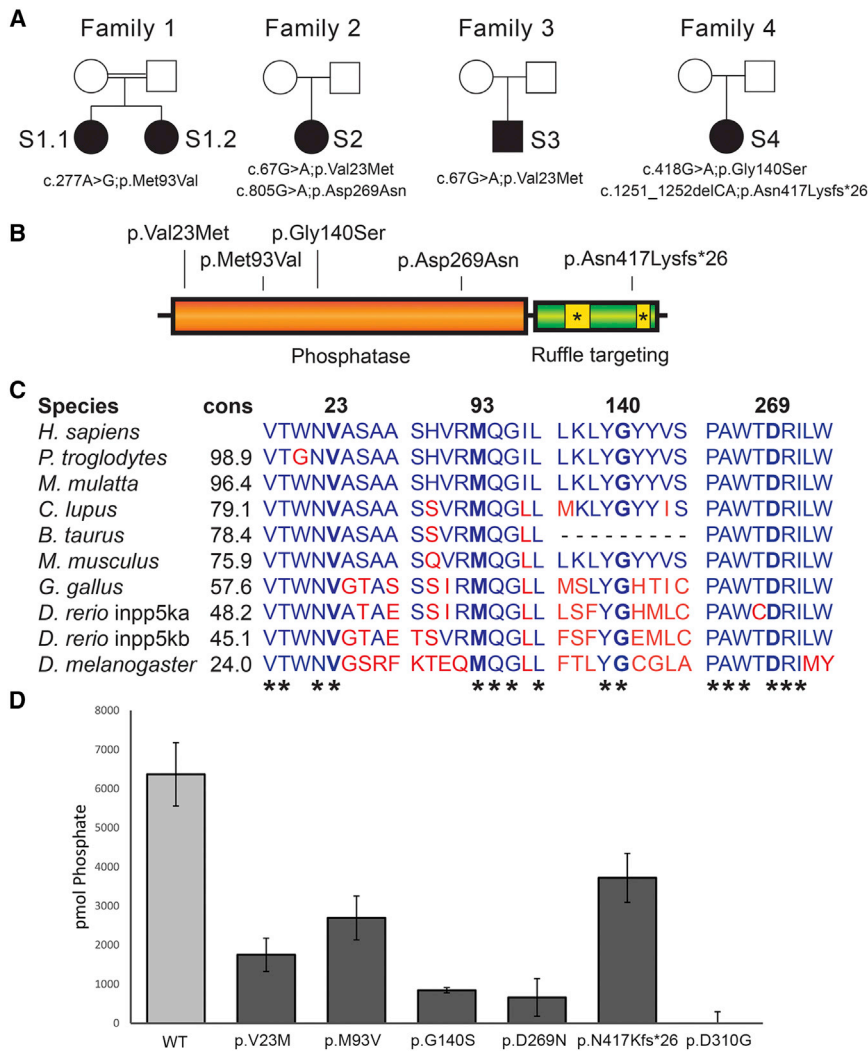 A
Family 1 Family 2 Family 3 Family 4
S1.1 S1.2 S2 S3 S4
c.277A>G;p.Met93Val
c.67G>A;p.Val23Met
c.805G>A;p.Asp269Asn
c.67G>A;p.Val23Met
c.418G>A;p.Gly140Ser
c.1251_1252delCA;p.Asn417Lysfs*26
B
p.Val23Met p.Gly140Ser
p.Met93Val p.Asp269Asn p.Asn417Lysfs*26
* *
Phosphatase Ruffle targeting
C
Species cons 23 93 140 269
H. sapiens VTWNVASAA SHVRMQGIL LKLYGYYVS PAWTDRILW
P. troglodytes 98.9 VTGNVASAA SHVRMQGIL LKLYGYYVS PAWTDRILW
M. mulatta 96.4 VTWNVASAA SHVRMQGIL LKLYGYYVS PAWTDRILW
C. lupus 79.1 VTWNVASAA SSVRMQGLL MKLYGYYIS PAWTDRILW
B. taurus 78.4 VTWNVASAA SSVRMQGLL - - - - - - - - - PAWTDRILW
M. musculus 75.9 VTWNVASAA SQVRMQGLL LKLYGYYVS PAWTDRILW
G. gallus 57.6 VTWNVGTAS SSIRMQGLL MSLYGHTIC PAWTDRILW
D. rerio inpp5ka 48.2 VTWNVATAE SSIRMQGLL LSFYGHMLC PAWCDRILW
D. rerio inpp5kb 45.1 VTWNVGTAE TSVRMQGLL FSFYGEMLC PAWTDRILW
D. melanogaster 24.0 VTWNVGSRF KTEQMQGLL FTLYGCGLA PAWTDRIMY
** ** *** * ** *** ***
D
pmol Phosphate
8000
7000
6000
5000
4000
3000
2000
1000
0
WT p.V23M p.M93V p.G140S p.D269N p.N417Kfs*26 p.D310G